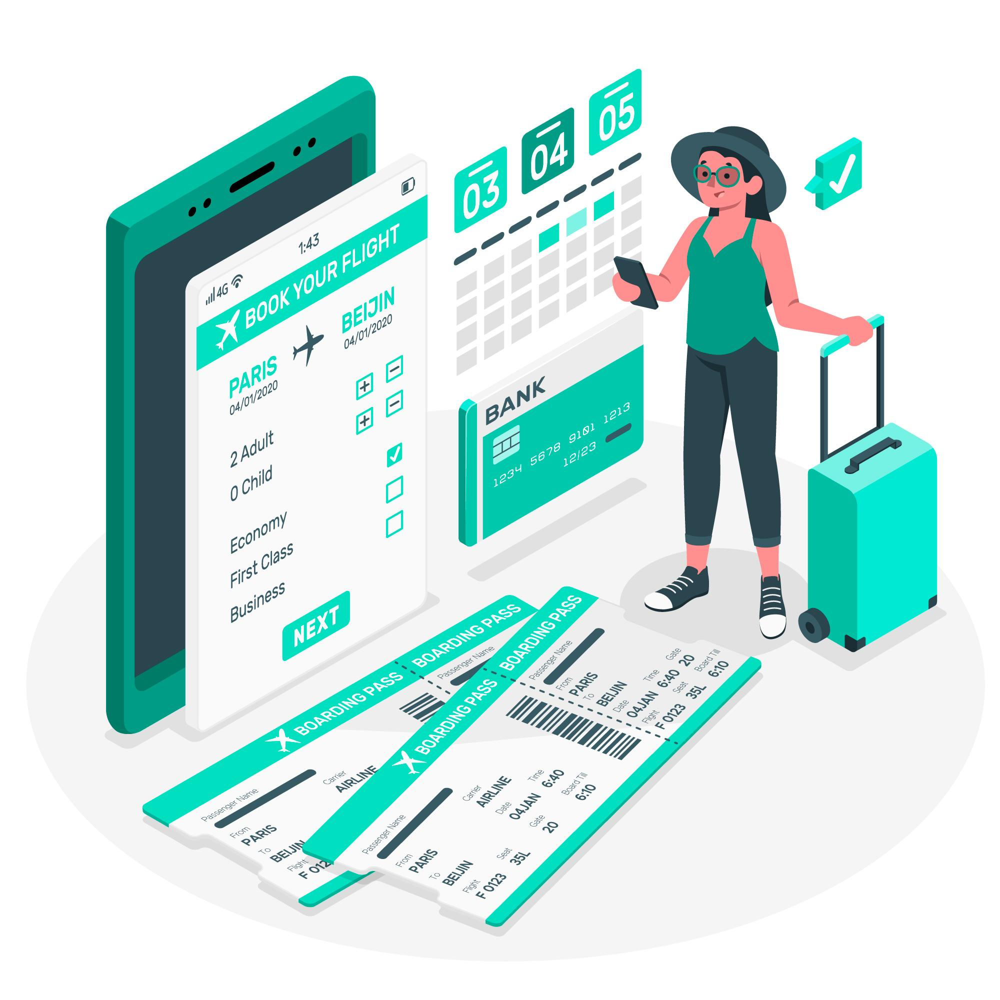 4G 1:43
BOOK YOUR FLIGHT
PARIS
04/01/2020
BEIJIN
04/01/2020
2 Adult
0 Child
Economy
First Class
Business
NEXT
03
04
05
BANK
1234 5678 9101 1213
12/23
BOARDING PASS
BOARDING PASS
Passenger Name
Carrier
AIRLINE
From
PARIS
To
BEIJIN
Flight
F 012
Passenger Name
BOARDING PASS
BOARDING PASS
Passenger Name
Carrier
AIRLINE
From
PARIS
To
BEIJIN
Flight
F 0123
Date
04JAN
Time
6:40
Gate
20
Board Till
6:10
Seat
35L
Passenger Name
From
PARIS
To
BEIJIN
Date
04JAN
Time
6:40
Gate
20
Flight
F 0123
Seat
35L
Board Till
6:10